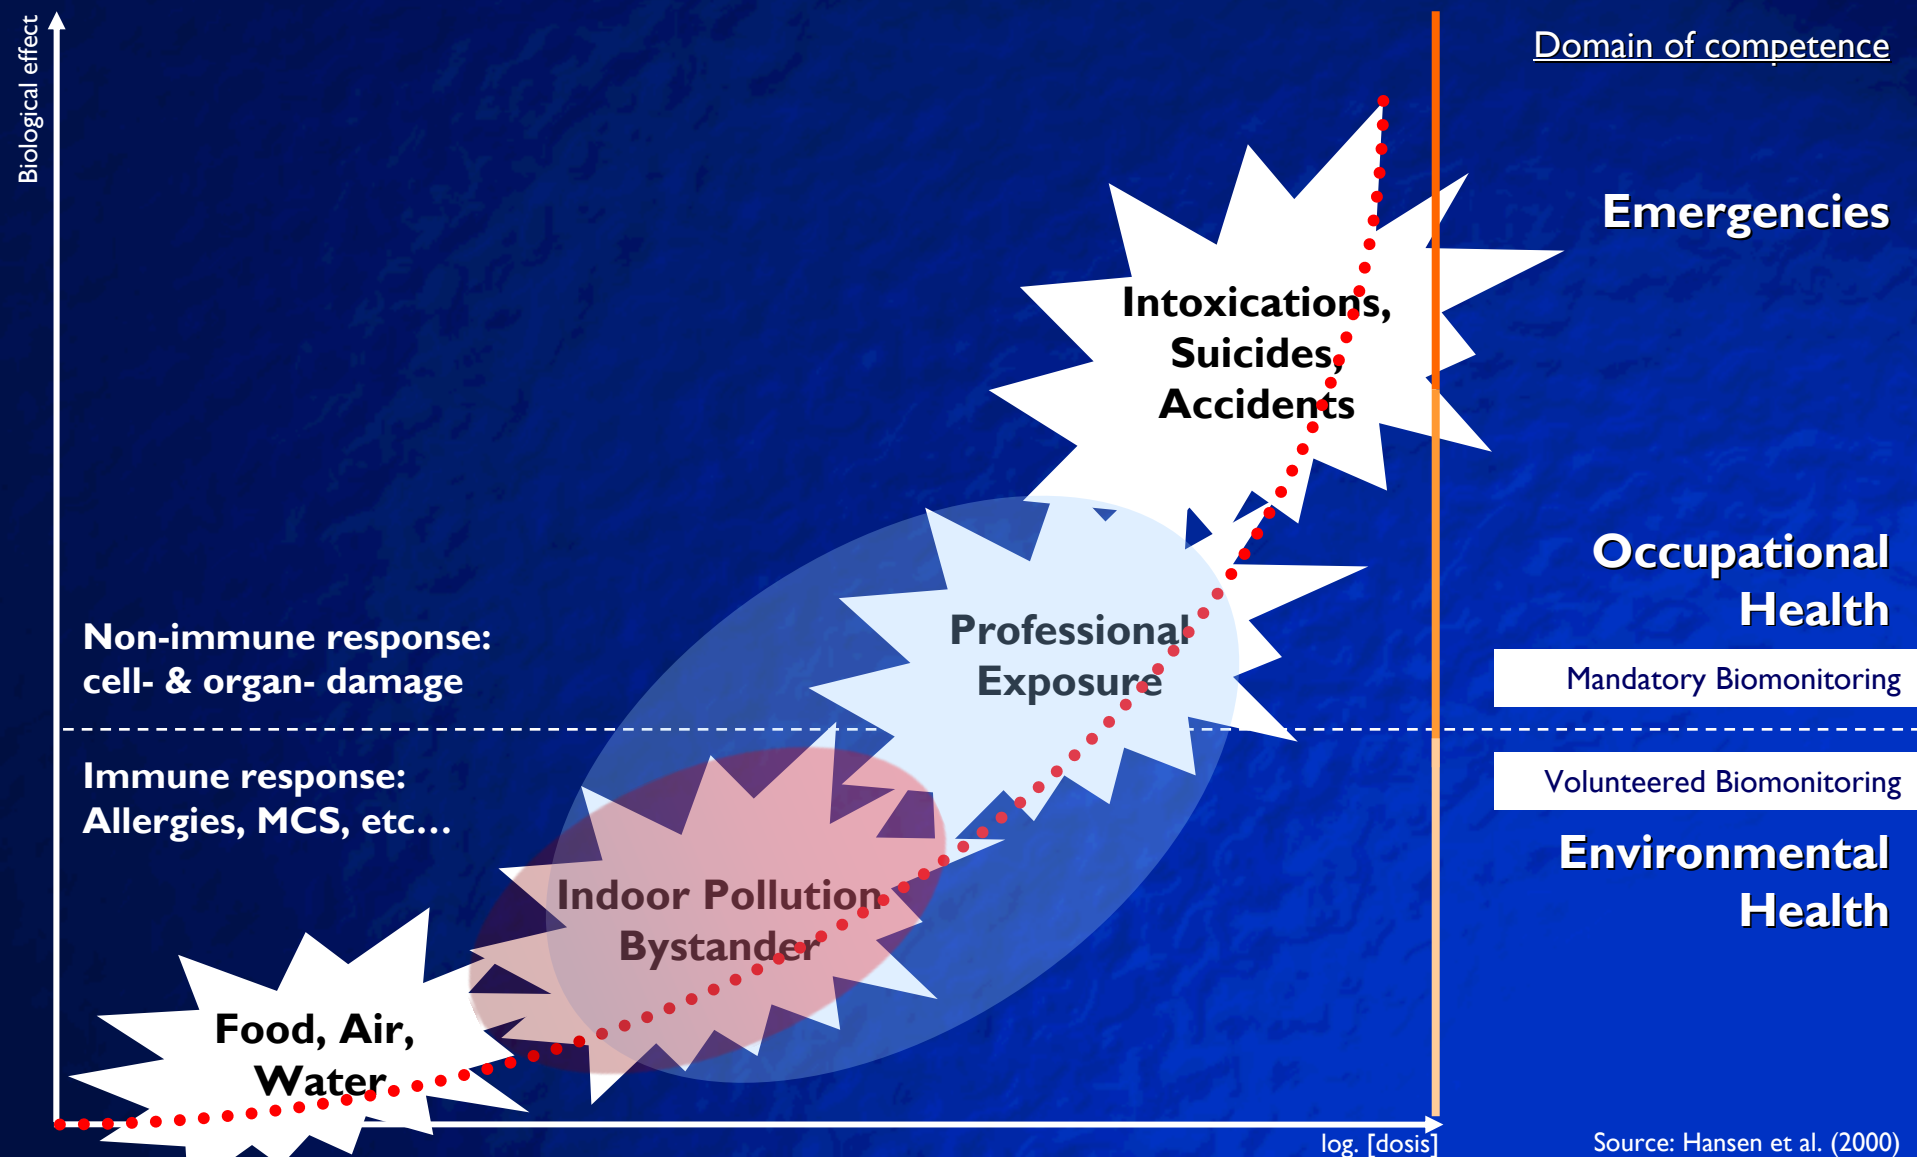 Biological effect
Domain of competence
Emergencies
Intoxications,
Suicides,
Accidents
Occupational
Health
Mandatory Biomonitoring
Professional
Exposure
Non-immune response:
cell- & organ- damage
Immune response:
Allergies, MCS, etc…
Volunteered Biomonitoring
Environmental
Health
Indoor Pollution
Bystander
Food, Air,
Water
log. [dosis]
Source: Hansen et al. (2000)